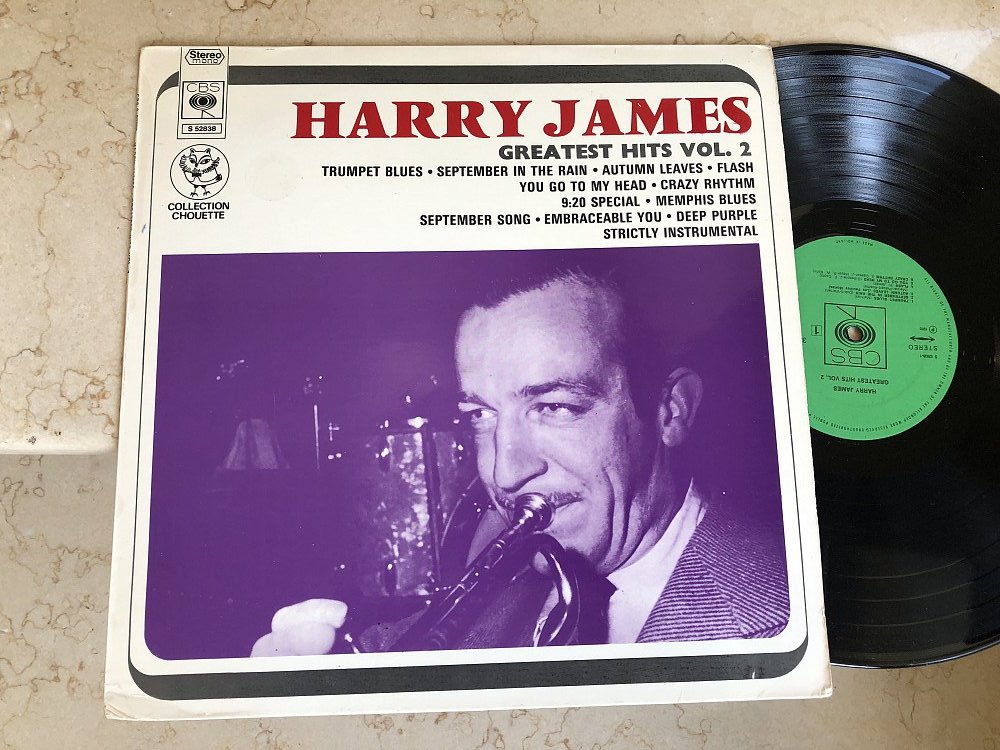 Stereo
mono
CBS
S 52838
COLLECTION
CHOUETTE
HARRY JAMES
GREATEST HITS VOL. 2
TRUMPET BLUES • SEPTEMBER IN THE RAIN • AUTUMN LEAVES • FLASH
YOU GO TO MY HEAD • CRAZY RHYTHM
9:20 SPECIAL • MEMPHIS BLUES
SEPTEMBER SONG • EMBRACEABLE YOU • DEEP PURPLE
STRICTLY INSTRUMENTAL
CBS
STEREO
1
HARRY JAMES
GREATEST HITS VOL. 2